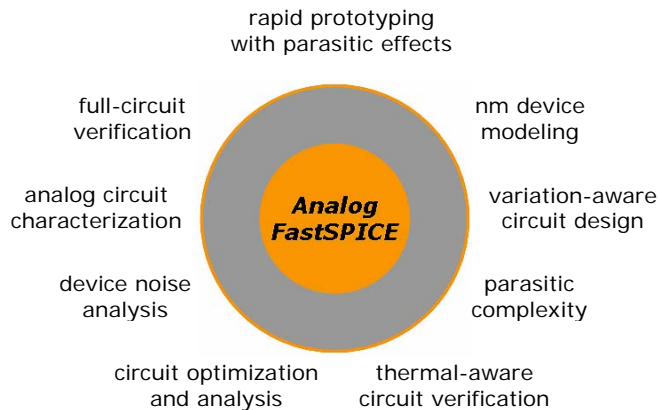 rapid prototyping
with parasitic effects
full-circuit
verification
nm device
modeling
analog circuit
characterization
Analog
FastSPICE
variation-aware
circuit design
device noise
analysis
parasitic
complexity
circuit optimization
and analysis
thermal-aware
circuit verification